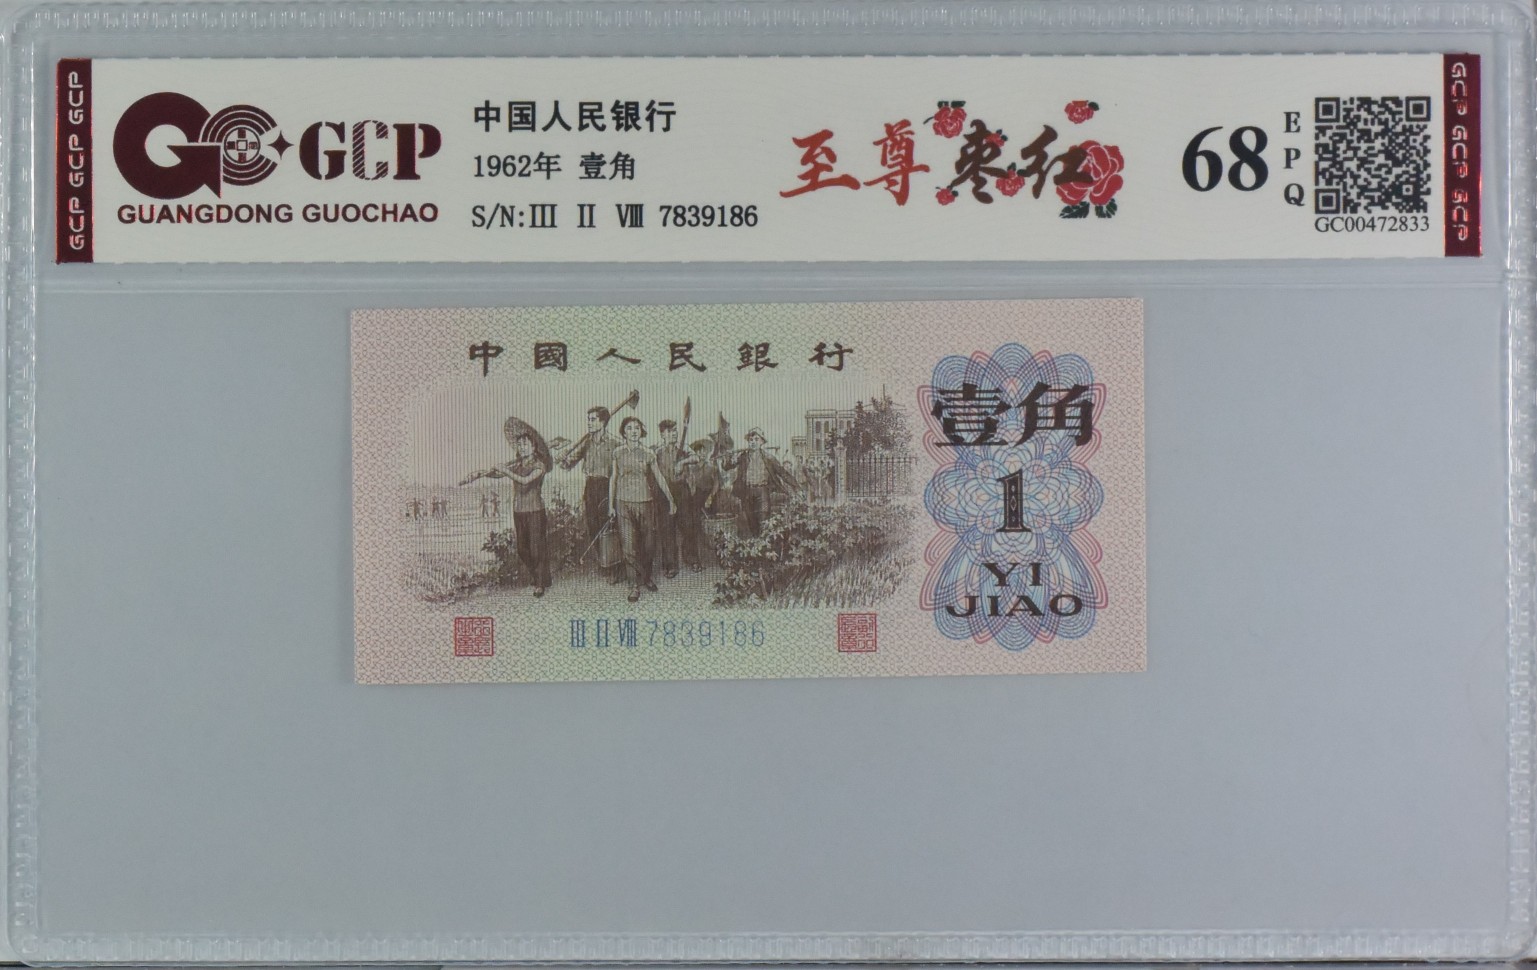 GCP GCP GCP
GCP
GUANGDONG GUOCHAO
中国人民银行
1962年 壹角
S/N:III II VIII 7839186
至尊枣红
68
EPQ
GC00472833
GCP GCP GCP
中國人民銀行
壹角
1
YI
JIAO
III II VIII 7839186